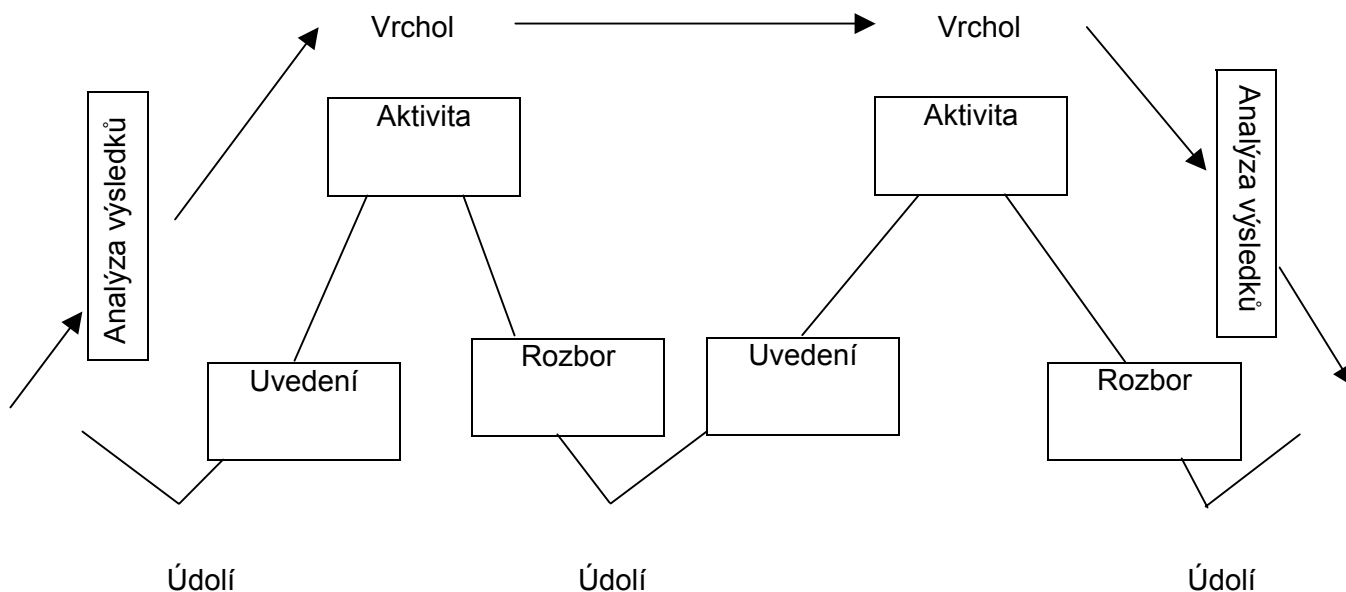 Vrchol
Vrchol
Analýza výsledků
Aktivita
Aktivita
Analýza výsledků
Uvedení
Rozbor
Uvedení
Rozbor
Údolí
Údolí
Údolí